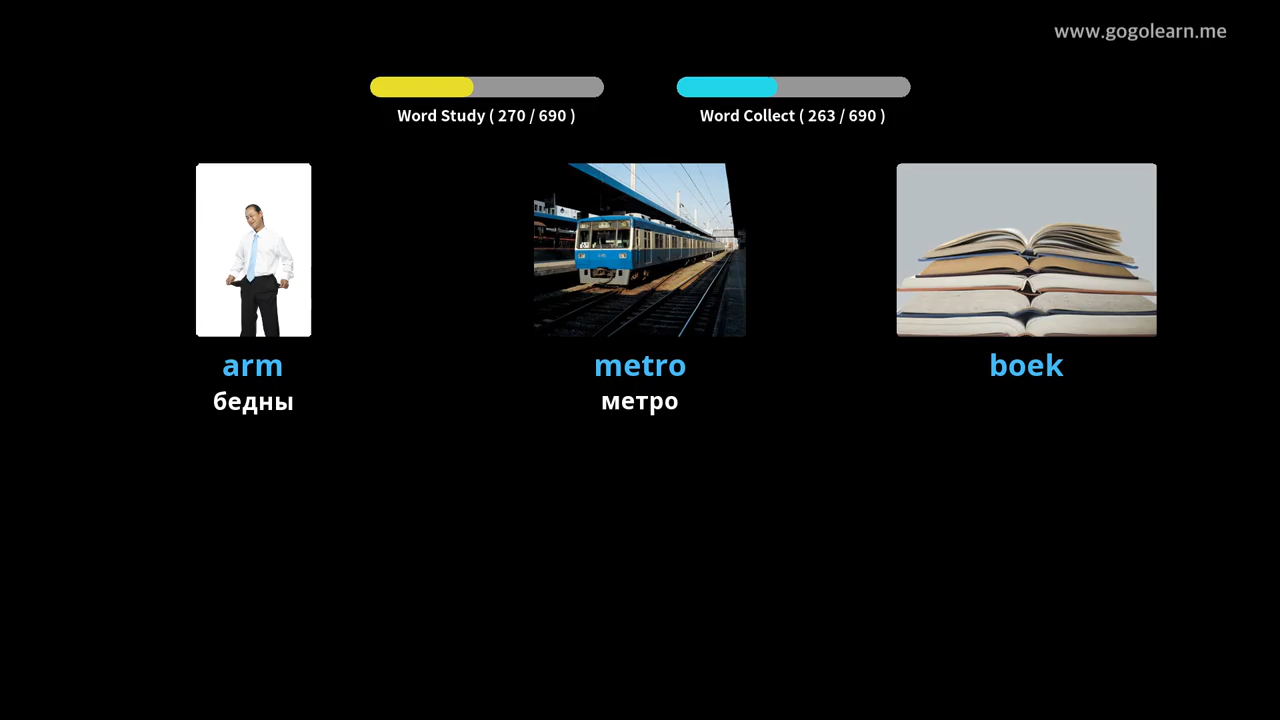 www.gogolearn.me
Word Study ( 270 / 690 )
Word Collect ( 263 / 690 )
arm
metro
boek
бедны
метро